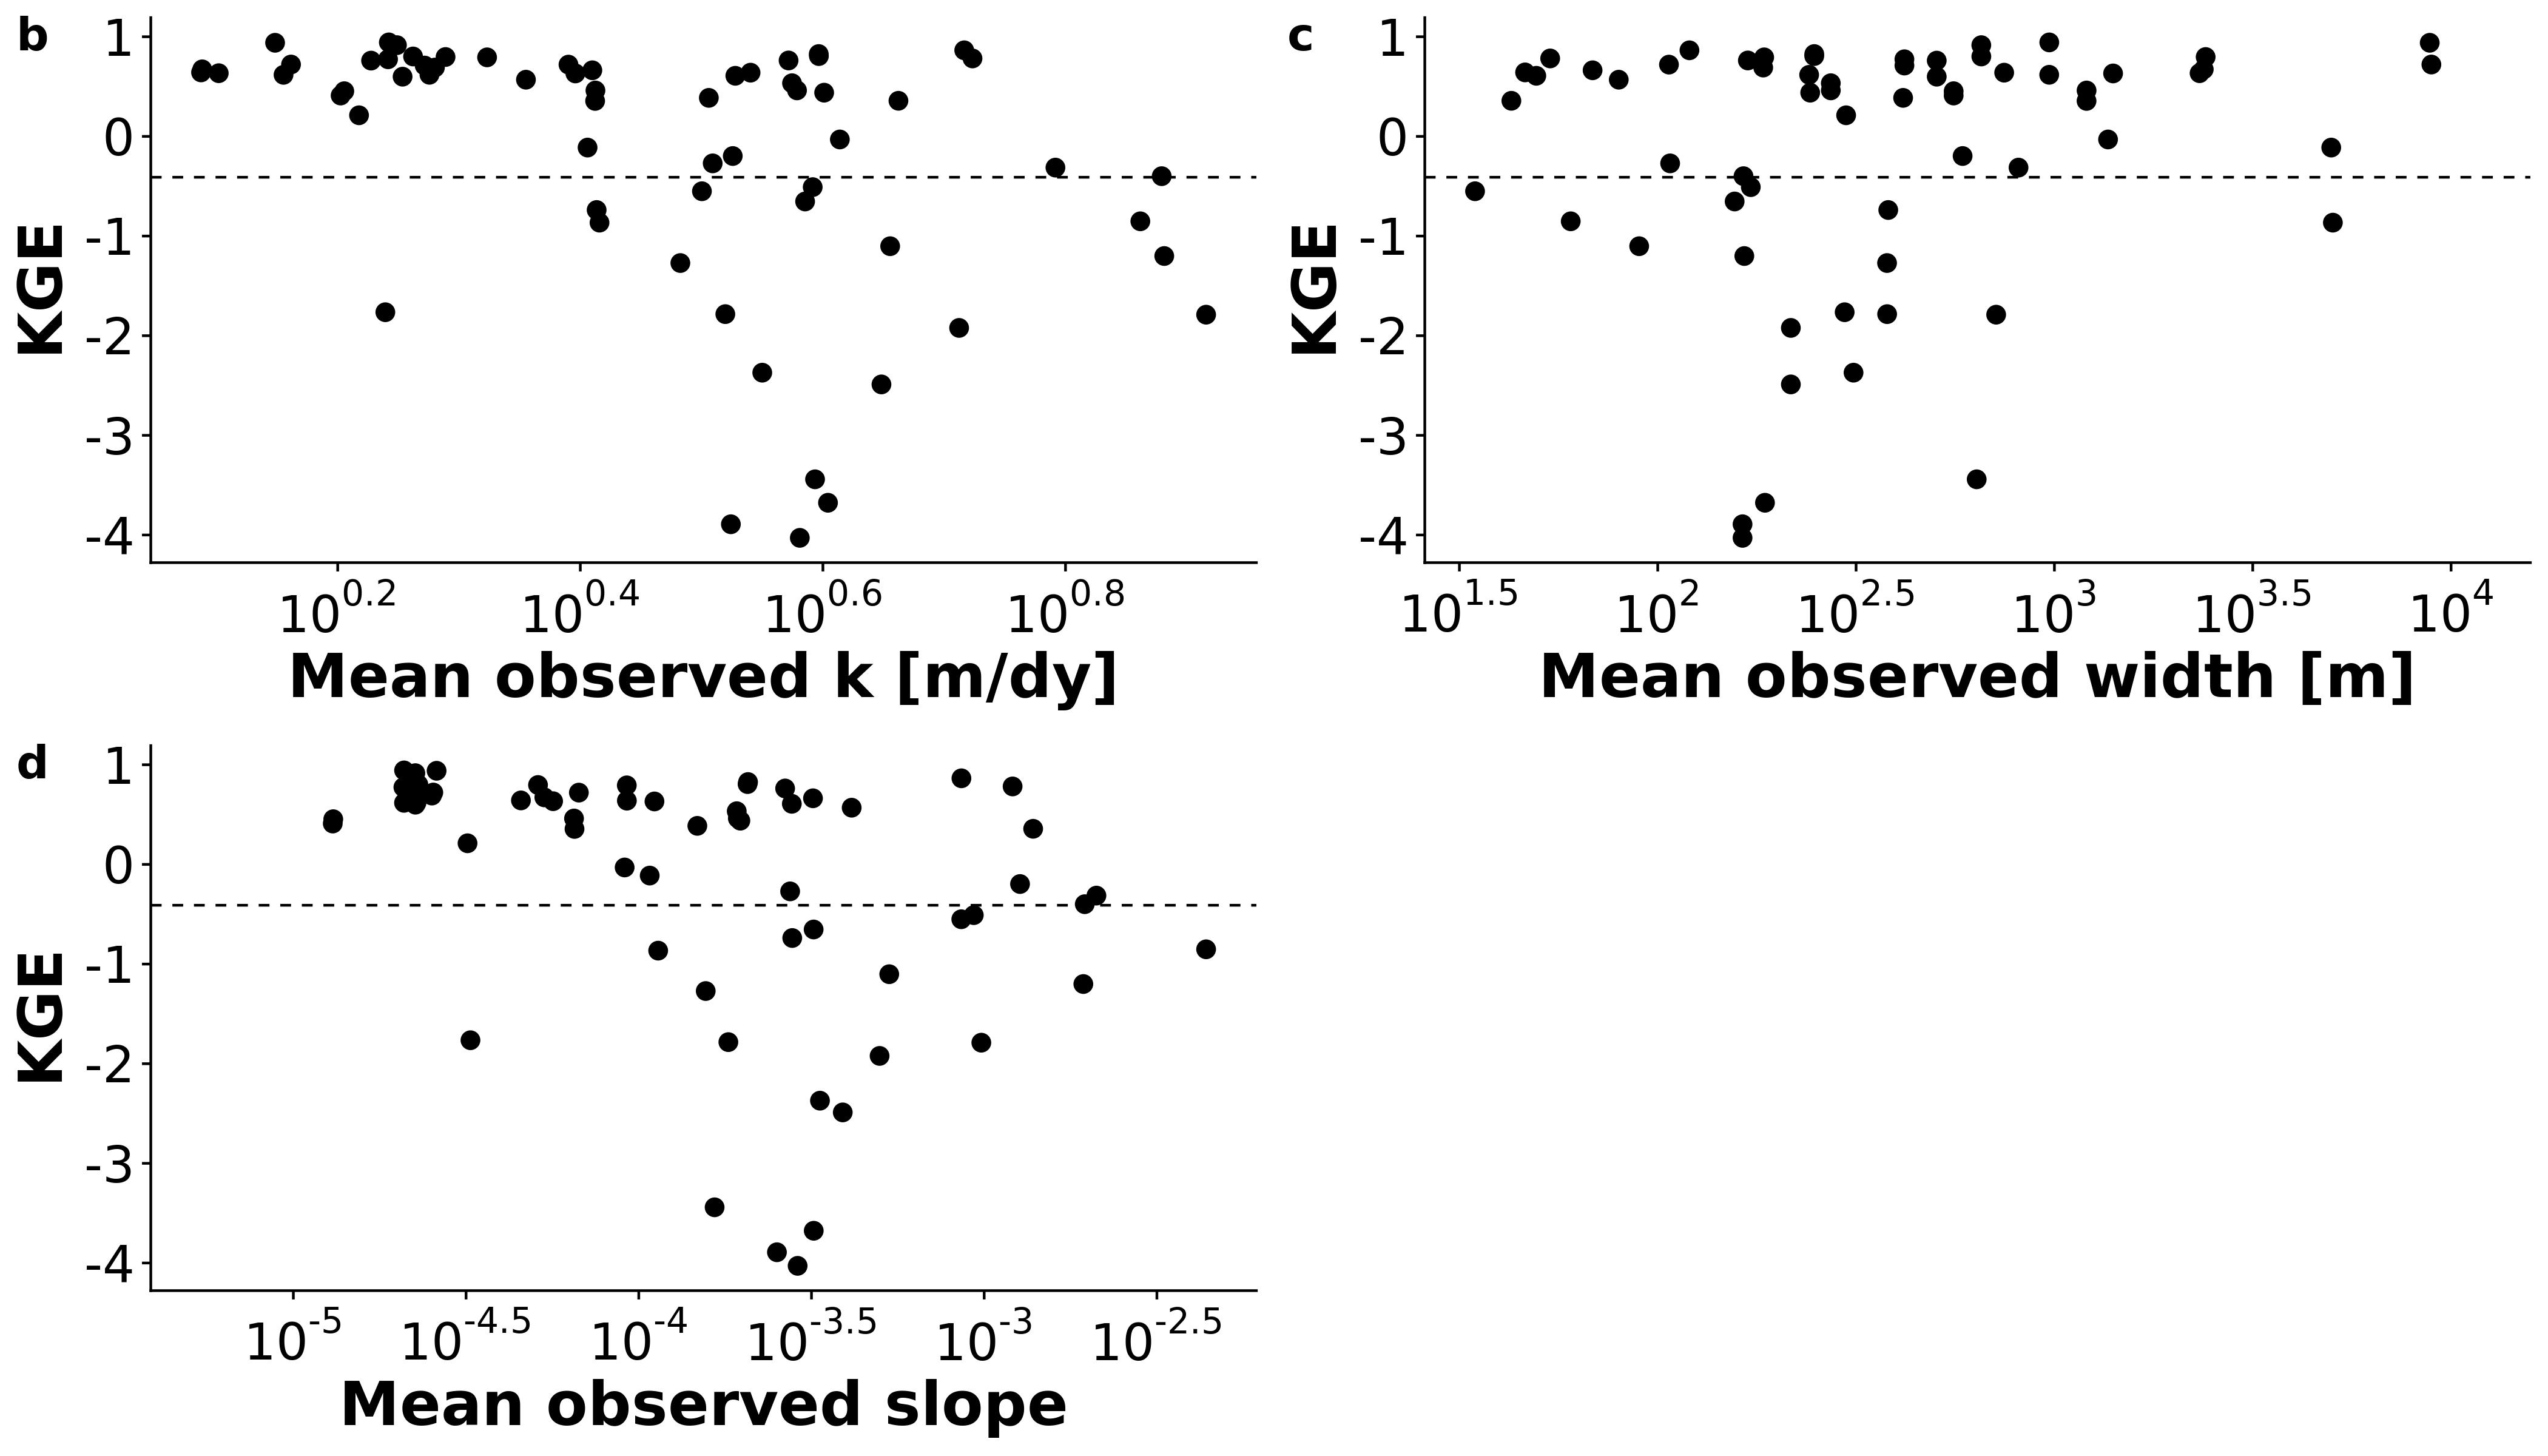 b
1
0
-1
-2
-3
-4
KGE
10^0.2 10^0.4 10^0.6 10^0.8
Mean observed k [m/dy]
c
1
0
-1
-2
-3
-4
KGE
10^1.5 10^2 10^2.5 10^3 10^3.5 10^4
Mean observed width [m]
d
1
0
-1
-2
-3
-4
KGE
10^-5 10^-4.5 10^-4 10^-3.5 10^-3 10^-2.5
Mean observed slope